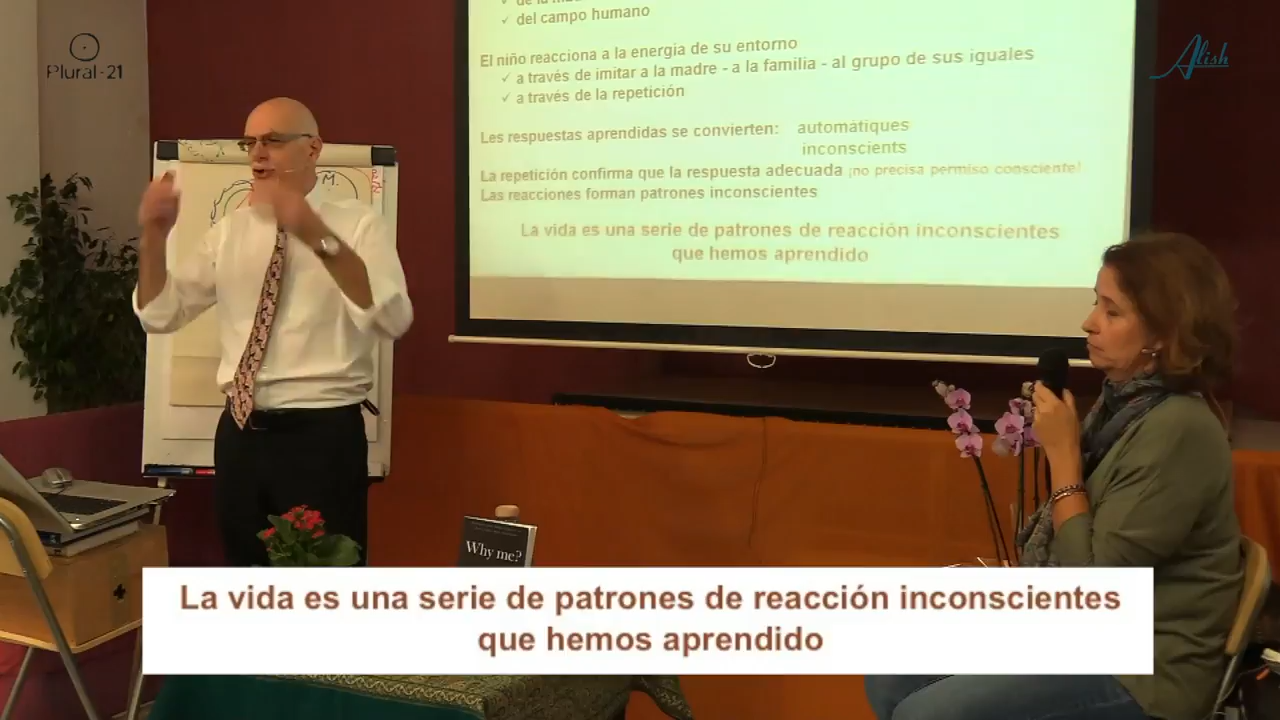 de la
del campo humano
El niño reacciona a la energia de su entorno
a través de imitar a la madre - a la familia - al grupo de sus iguales
a través de la repetición
Les respuestas aprendidas se convierten: automàtiques
inconscients
La repetición confirma que la respuesta adecuada ¡no precisa permiso consciente!
Las reacciones forman patrones inconscientes
La vida es una serie de patrones de reacción inconscientes
que hemos aprendido
Plural-21
Alish
M.
Why me?
La vida es una serie de patrones de reacción inconscientes
que hemos aprendido